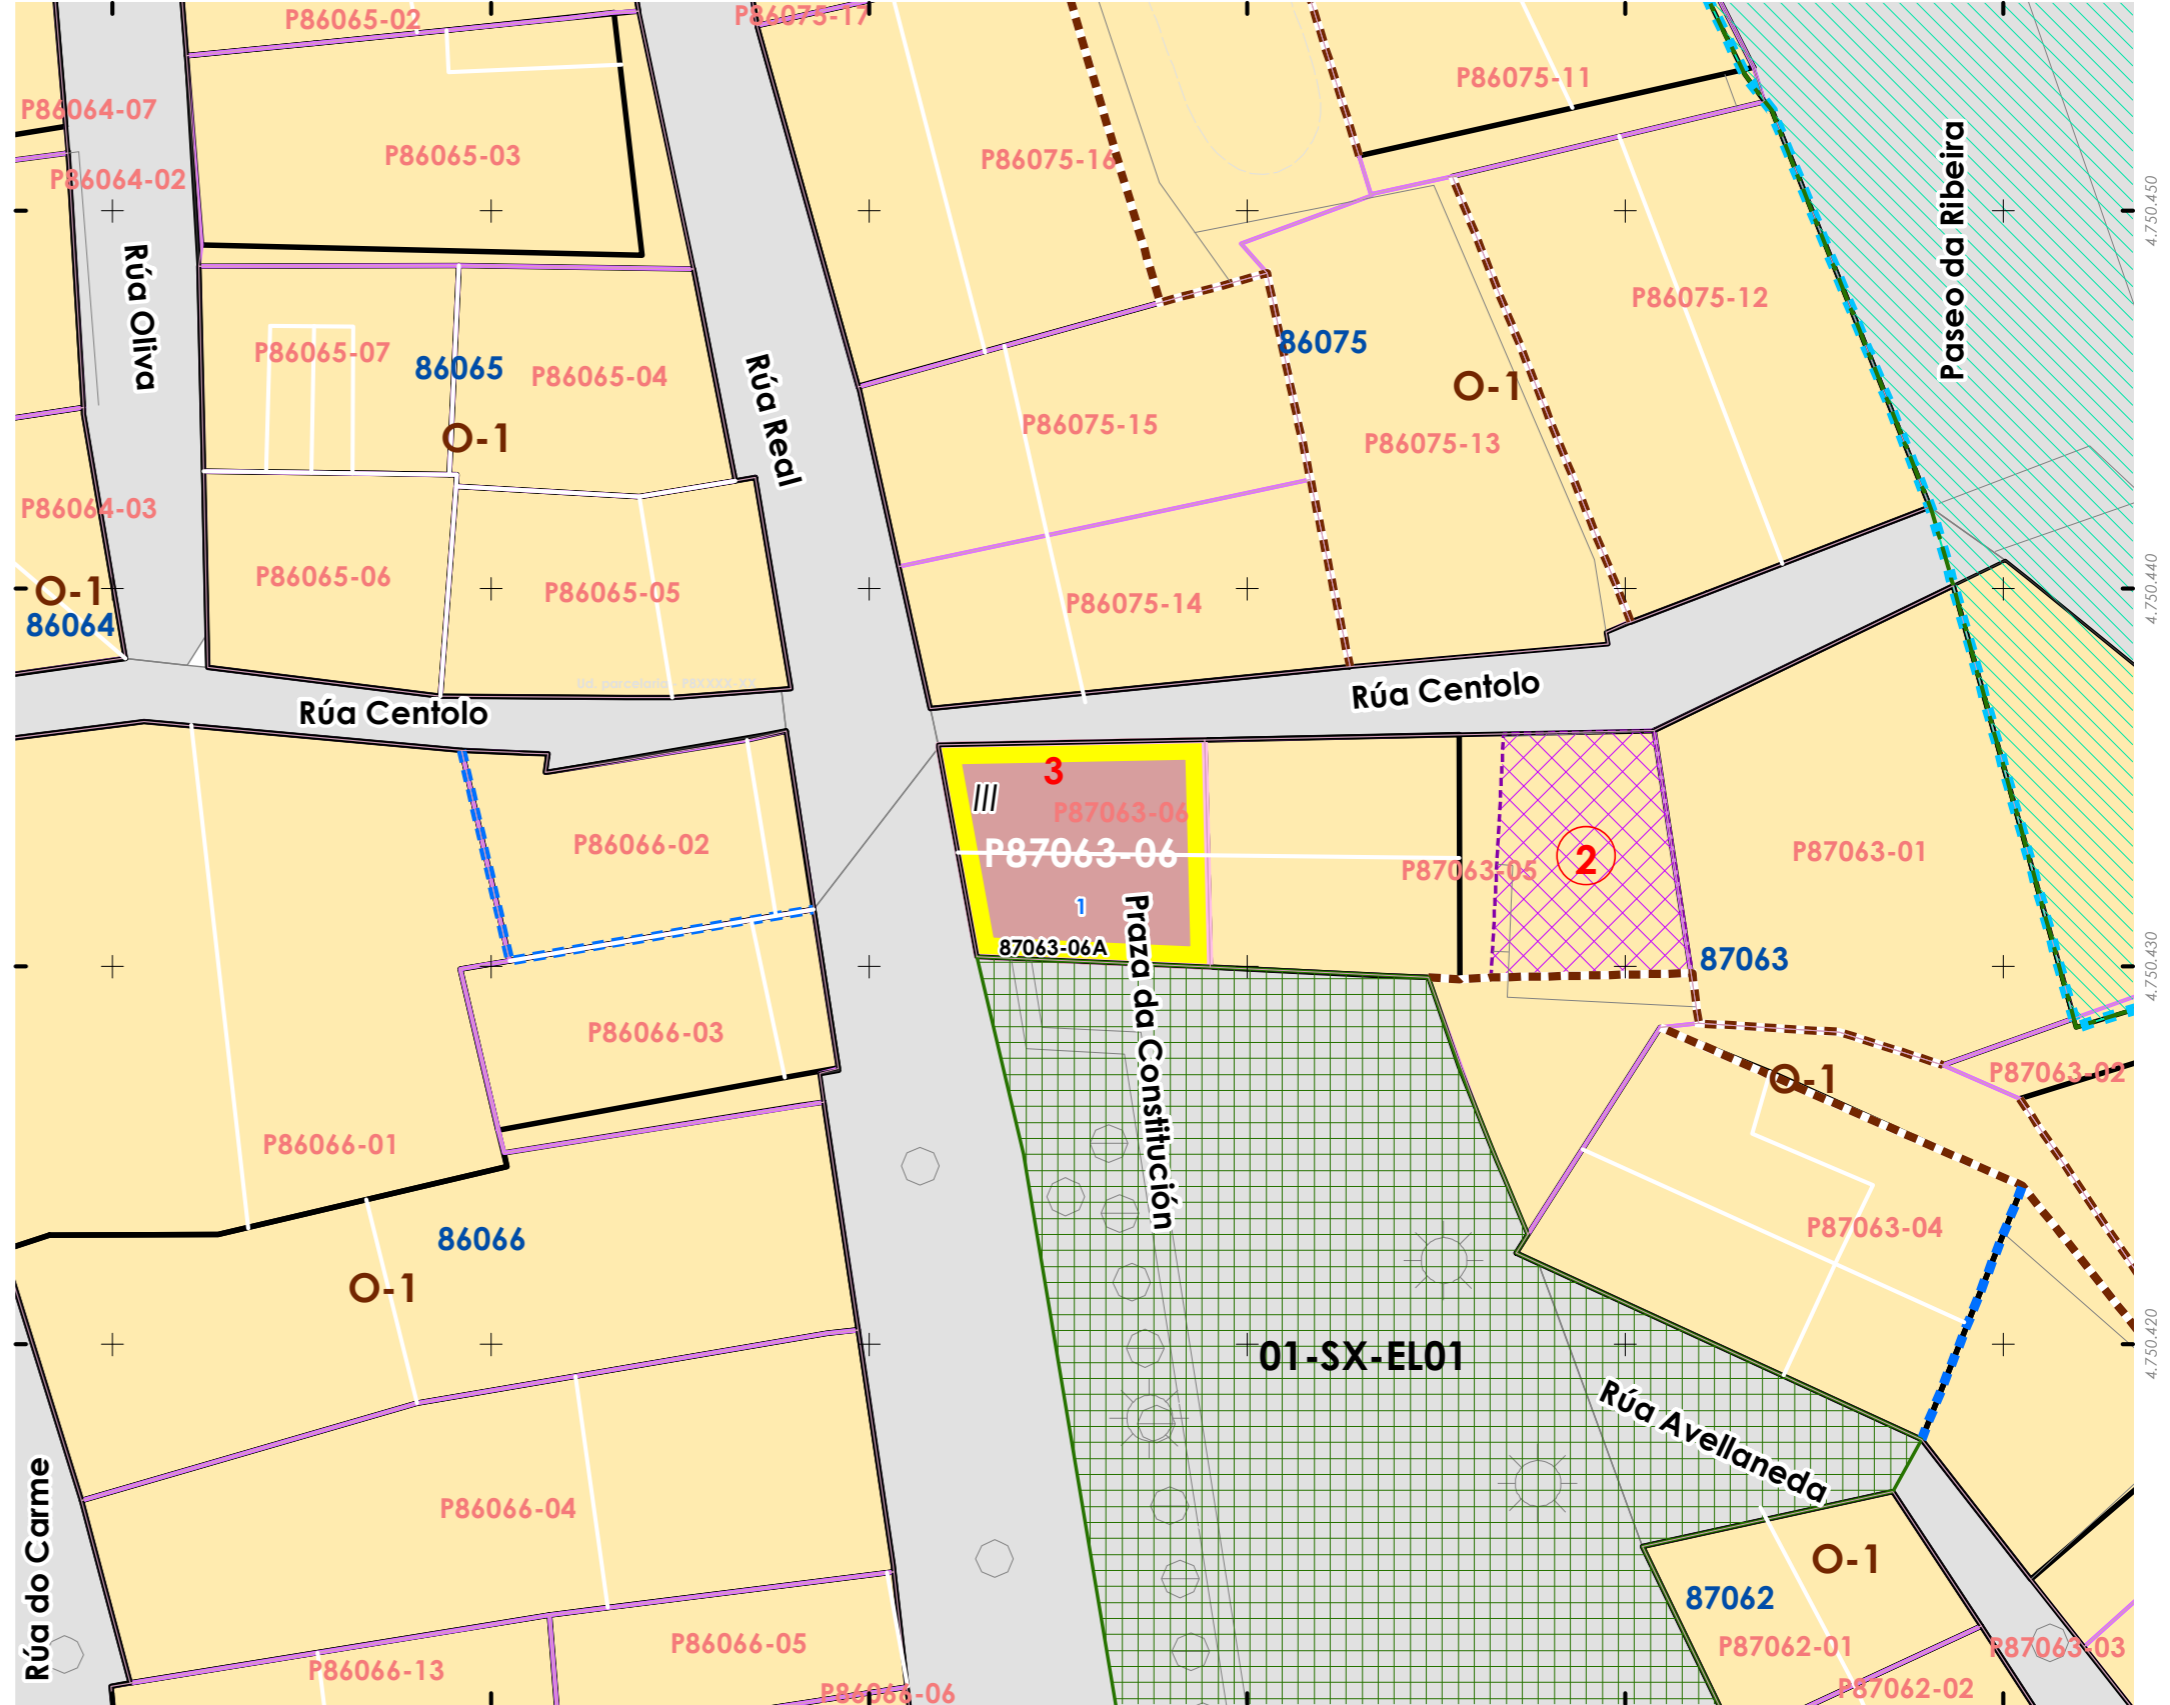 P86065-02
P86075-17
P86075-11
P86064-07
P86065-03
P86075-16
P86064-02
Paseo da Ribeira
4.750.450
Rúa Oliva
P86075-12
86075
P86065-07
86065
P86065-04
Rúa Real
O-1
P86075-15
P86075-13
O-1
P86064-03
P86065-06
P86065-05
P86075-14
4.750.440
O-1
86064
Ud. parcelaria: P8XXXX-XX
Rúa Centolo
Rúa Centolo
3
III
P87063-06
P86066-02
P87063-06
P87063-05
2
P87063-01
1
87063-06A
Praza da Constitución
87063
4.750.430
P86066-03
O-1
P87063-02
P86066-01
86066
P87063-04
O-1
01-SX-EL01
4.750.420
Rúa Avellaneda
Rúa do Carme
P86066-04
O-1
87062
P86066-05
P87062-01
P87063-03
P86066-13
P86066-06
P87062-02